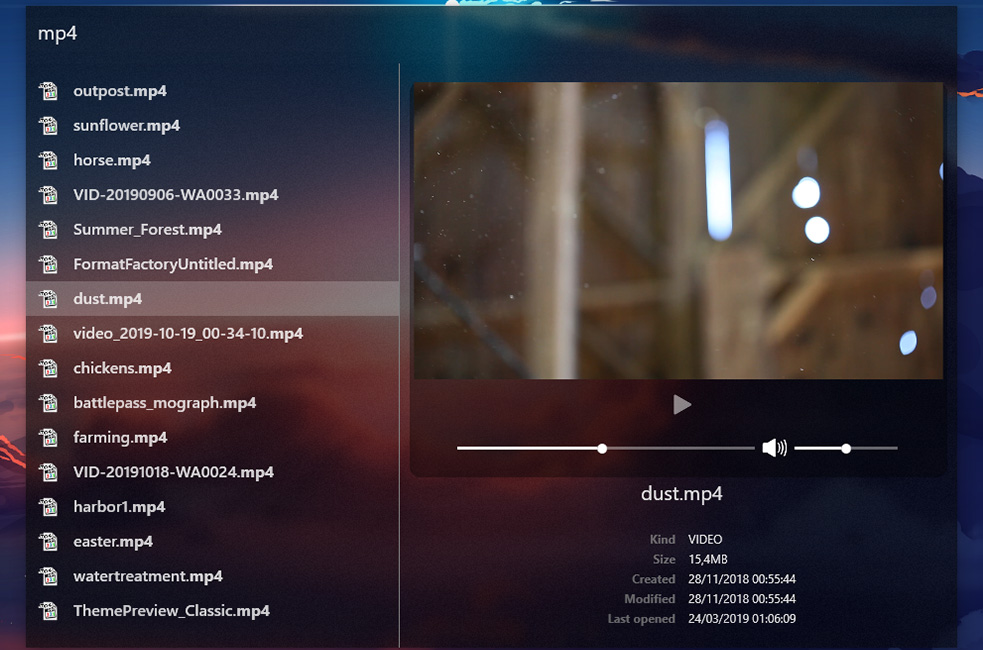 mp4
outpost.mp4
sunflower.mp4
horse.mp4
VID-20190906-WA0033.mp4
Summer_Forest.mp4
FormatFactoryUntitled.mp4
dust.mp4
video_2019-10-19_00-34-10.mp4
chickens.mp4
battlepass_mograph.mp4
farming.mp4
VID-20191018-WA0024.mp4
harbor1.mp4
easter.mp4
watertreatment.mp4
ThemePreview_Classic.mp4
dust.mp4
Kind VIDEO
Size 15,4MB
Created 28/11/2018 00:55:44
Modified 28/11/2018 00:55:44
Last opened 24/03/2019 01:06:09